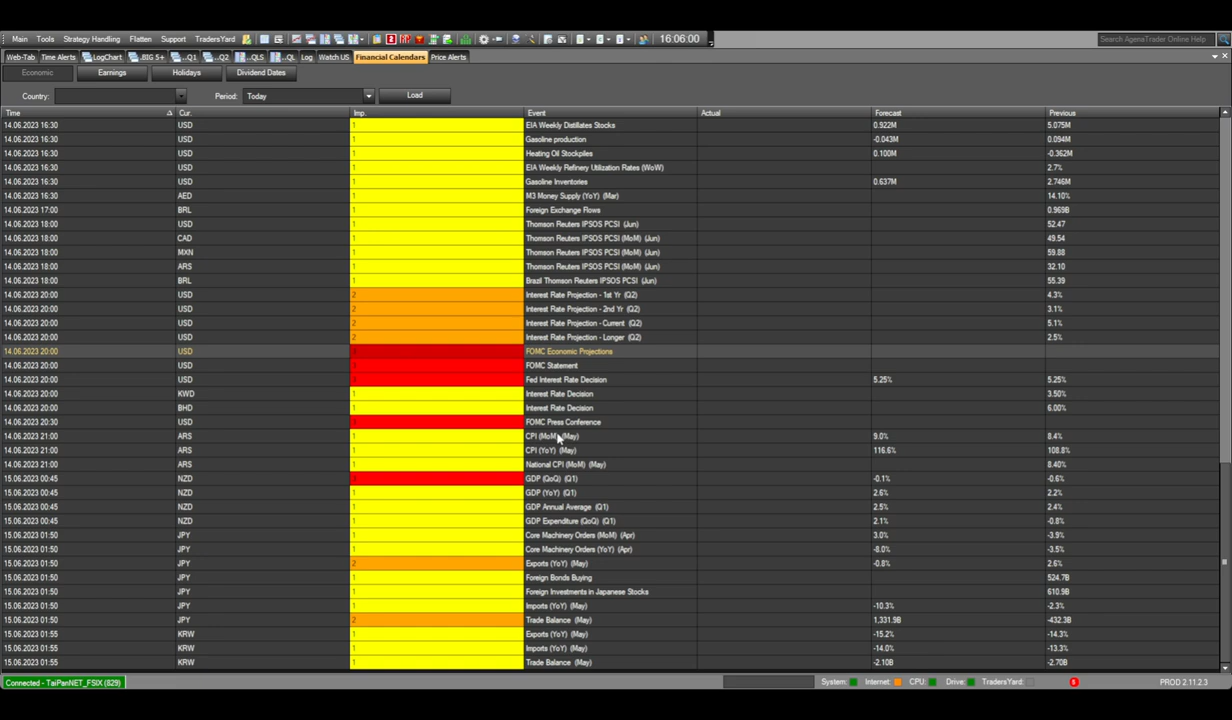 Main Tools Strategy Handling Flatten Support TradersYard 16:06:00 Search AgenaTrader Online Help
Web-Tab Time Alerts LogChart .BIG 5+ ..Q1 ..Q2 ..QLS ..QL Log Watch US Financial Calendars Price Alerts
Economic Earnings Holidays Dividend Dates
Country: Period: Today Load
Time Cur. Imp. Event Actual Forecast Previous
14.06.2023 16:30 USD 1 EIA Weekly Distillates Stocks 0.922M 5.075M
14.06.2023 16:30 USD 1 Gasoline production -0.043M 0.094M
14.06.2023 16:30 USD 1 Heating Oil Stockpiles 0.100M -0.362M
14.06.2023 16:30 USD 1 EIA Weekly Refinery Utilization Rates (WoW) 2.7%
14.06.2023 16:30 USD 1 Gasoline Inventories 0.637M 2.746M
14.06.2023 16:30 AED 1 M3 Money Supply (YoY) (Mar) 14.10%
14.06.2023 17:00 BRL 1 Foreign Exchange Flows 0.969B
14.06.2023 18:00 USD 1 Thomson Reuters IPSOS PCSI (Jun) 52.47
14.06.2023 18:00 CAD 1 Thomson Reuters IPSOS PCSI (MoM) (Jun) 49.54
14.06.2023 18:00 MXN 1 Thomson Reuters IPSOS PCSI (MoM) (Jun) 59.88
14.06.2023 18:00 ARS 1 Thomson Reuters IPSOS PCSI (MoM) (Jun) 32.10
14.06.2023 18:00 BRL 1 Brazil Thomson Reuters IPSOS PCSI (Jun) 55.39
14.06.2023 20:00 USD 2 Interest Rate Projection - 1st Yr (Q2) 4.3%
14.06.2023 20:00 USD 2 Interest Rate Projection - 2nd Yr (Q2) 3.1%
14.06.2023 20:00 USD 2 Interest Rate Projection - Current (Q2) 5.1%
14.06.2023 20:00 USD 2 Interest Rate Projection - Longer (Q2) 2.5%
14.06.2023 20:00 USD 3 FOMC Economic Projections
14.06.2023 20:00 USD 3 FOMC Statement
14.06.2023 20:00 USD 3 Fed Interest Rate Decision 5.25% 5.25%
14.06.2023 20:00 KWD 1 Interest Rate Decision 3.50%
14.06.2023 20:00 BHD 1 Interest Rate Decision 6.00%
14.06.2023 20:30 USD 3 FOMC Press Conference
14.06.2023 21:00 ARS 1 CPI (MoM) (May) 9.0% 8.4%
14.06.2023 21:00 ARS 1 CPI (YoY) (May) 116.6% 108.8%
14.06.2023 21:00 ARS 1 National CPI (MoM) (May) 8.40%
15.06.2023 00:45 NZD 3 GDP (QoQ) (Q1) -0.1% -0.6%
15.06.2023 00:45 NZD 1 GDP (YoY) (Q1) 2.6% 2.2%
15.06.2023 00:45 NZD 1 GDP Annual Average (Q1) 2.5% 2.4%
15.06.2023 00:45 NZD 1 GDP Expenditure (QoQ) (Q1) 2.1% -0.8%
15.06.2023 01:50 JPY 1 Core Machinery Orders (MoM) (Apr) 3.0% -3.9%
15.06.2023 01:50 JPY 1 Core Machinery Orders (YoY) (Apr) -8.0% -3.5%
15.06.2023 01:50 JPY 2 Exports (YoY) (May) -0.8% 2.6%
15.06.2023 01:50 JPY 1 Foreign Bonds Buying 524.7B
15.06.2023 01:50 JPY 1 Foreign Investments in Japanese Stocks 610.9B
15.06.2023 01:50 JPY 1 Imports (YoY) (May) -10.3% -2.3%
15.06.2023 01:50 JPY 2 Trade Balance (May) 1,331.9B -432.3B
15.06.2023 01:55 KRW 1 Exports (YoY) (May) -15.2% -14.3%
15.06.2023 01:55 KRW 1 Imports (YoY) (May) -14.0% -13.3%
15.06.2023 01:55 KRW 1 Trade Balance (May) -2.10B -2.70B
Connected - TaiPanNET_FSIX (829) System: Internet: CPU: Drive: TradersYard: PROD 2.11.2.3